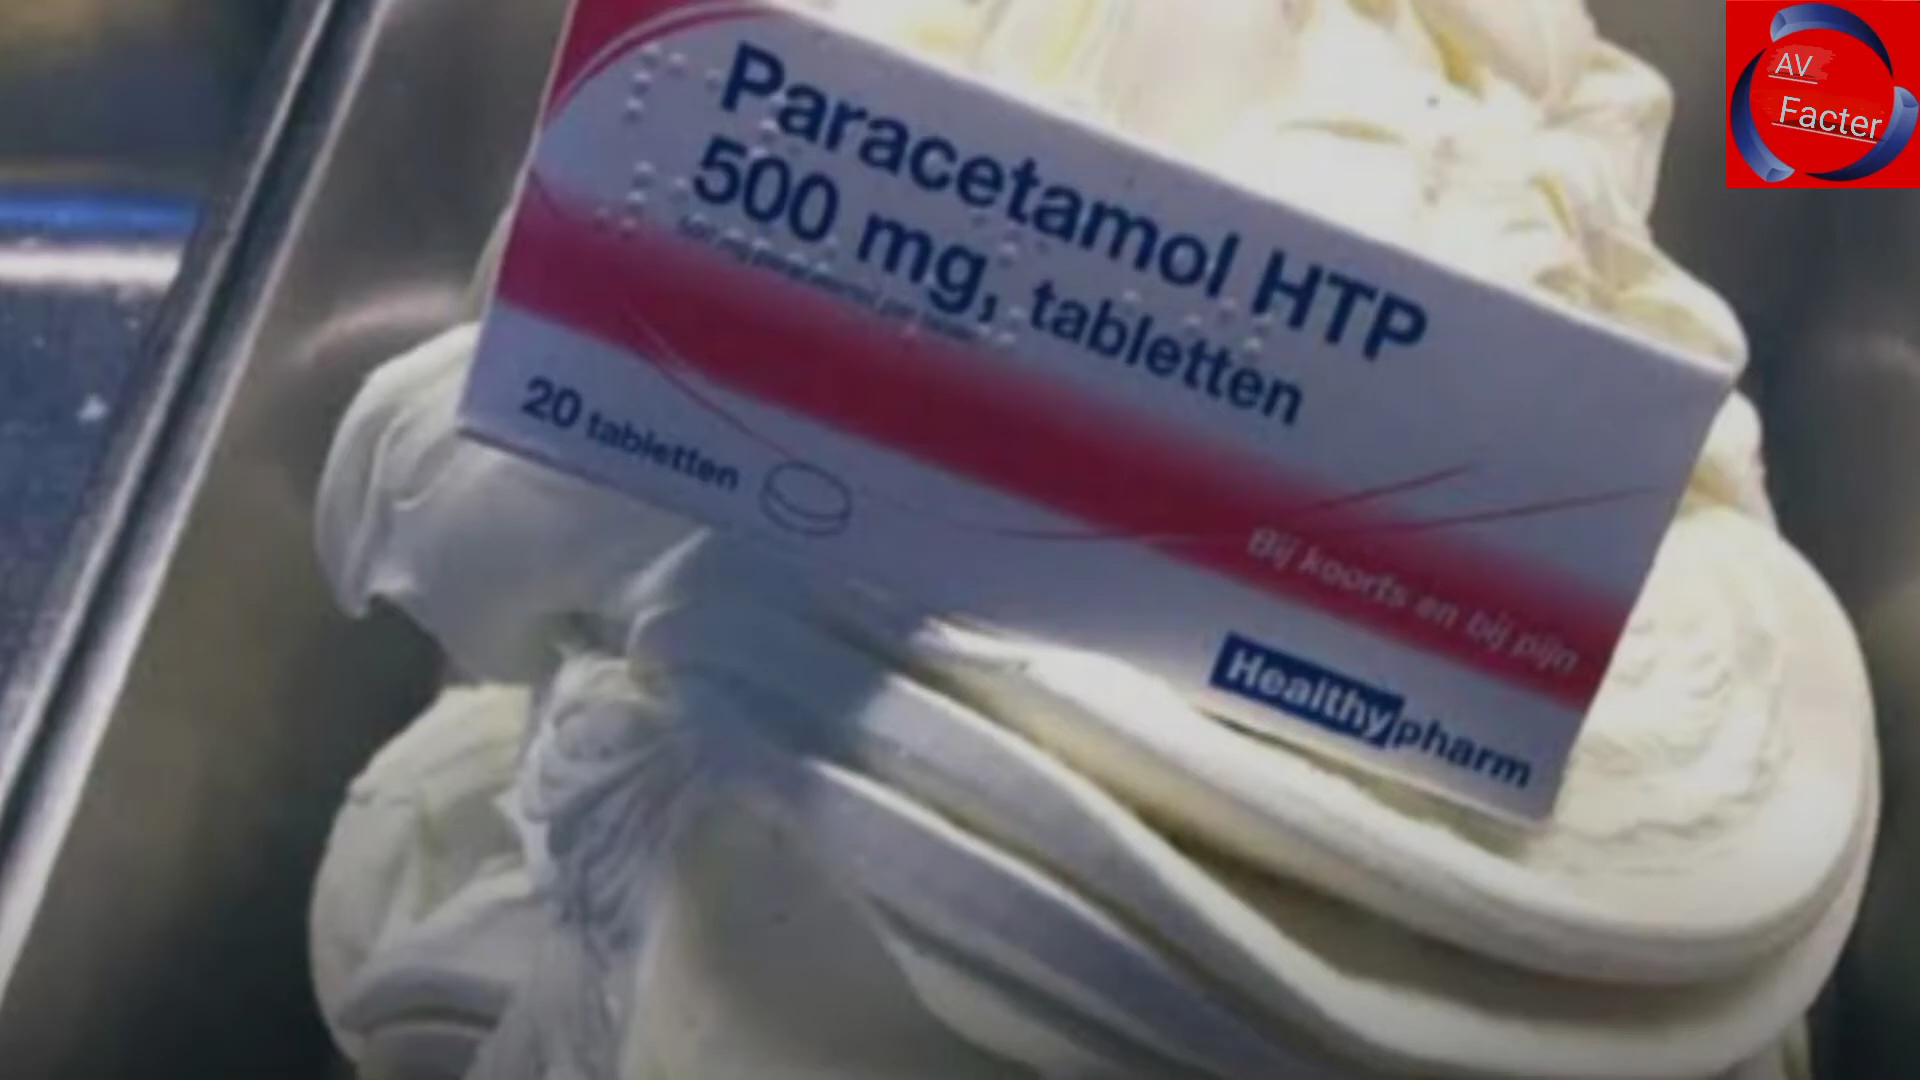 AV
Facter
Paracetamol HTP
500 mg, tabletten
20 tabletten
Bij koorts en bij pijn
Healthypharm